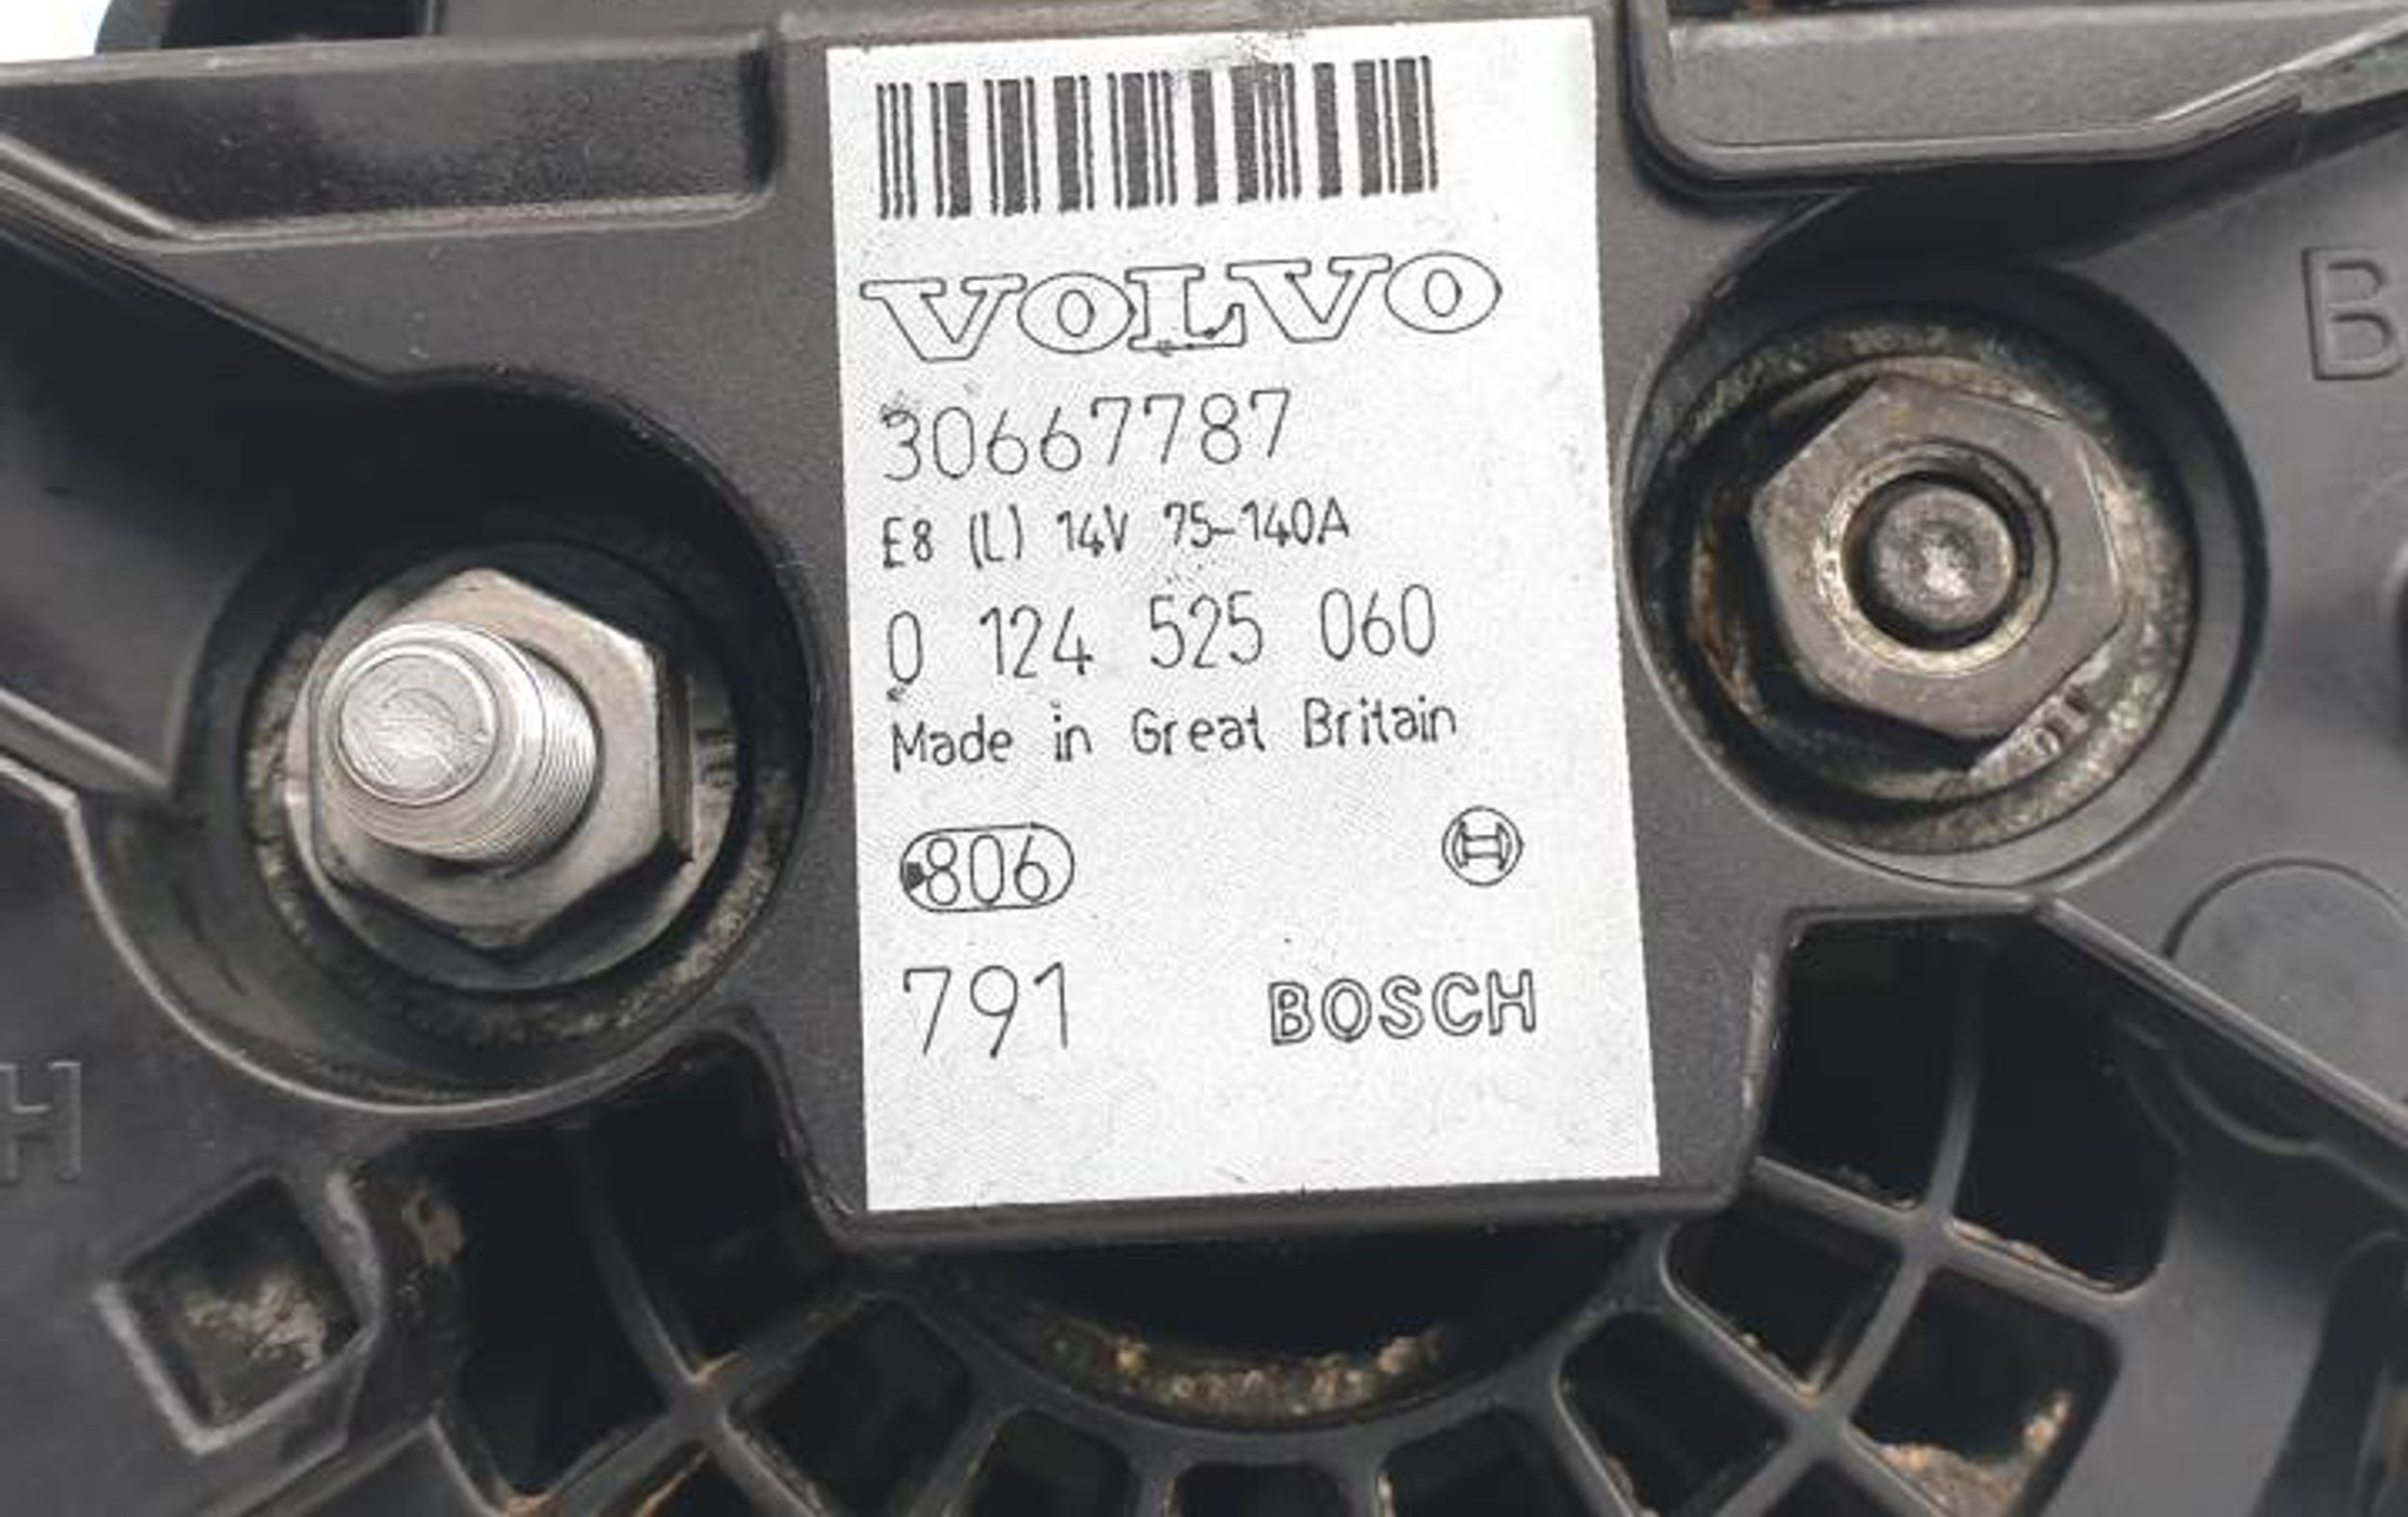 VOLVO
30667787
E8 (L) 14V 75-140A
0 124 525 060
Made in Great Britain
806
791 BOSCH
B
H